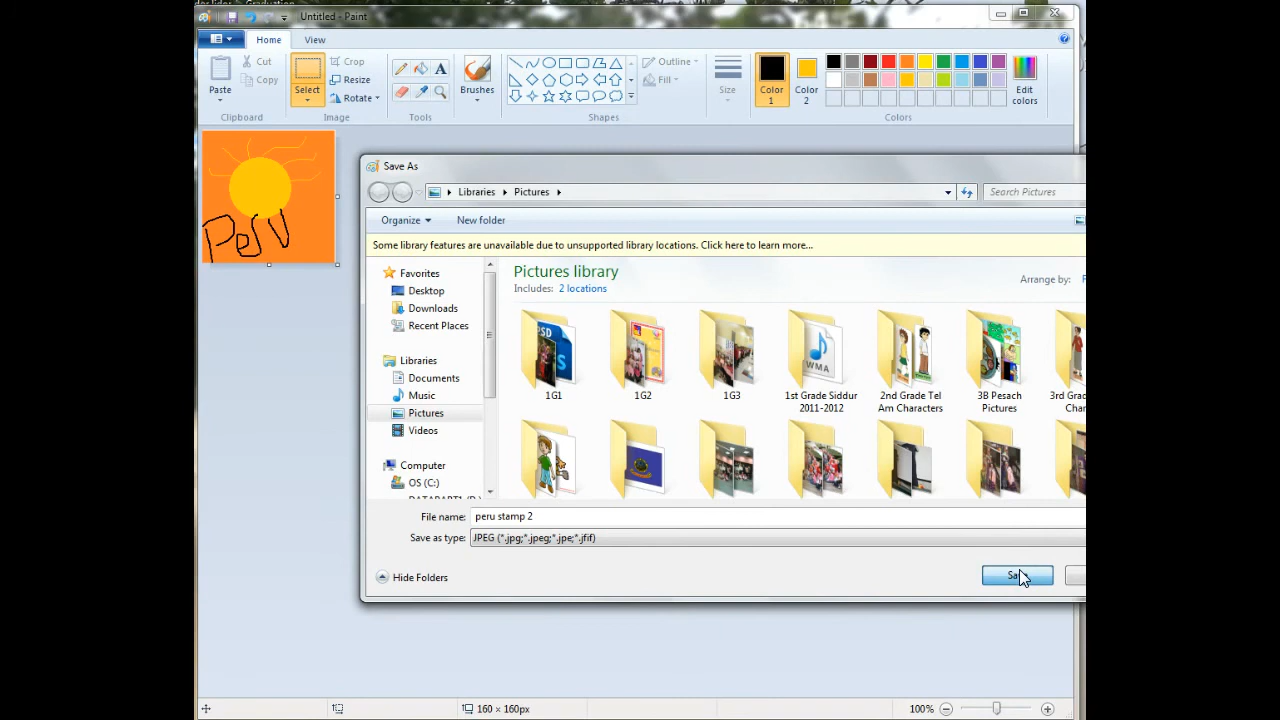 Untitled - Paint
Home
View
Paste
Cut
Copy
Clipboard
Select
Crop
Resize
Rotate
Image
Tools
Brushes
Shapes
Outline
Fill
Size
Color 1
Color 2
Edit colors
Colors
PerU
Save As
Libraries
Pictures
Search Pictures
Organize
New folder
Some library features are unavailable due to unsupported library locations. Click here to learn more...
Favorites
Desktop
Downloads
Recent Places
Libraries
Documents
Music
Pictures
Videos
Computer
OS (C:)
Pictures library
Includes: 2 locations
Arrange by:
PSD
WMA
1G1
1G2
1G3
1st Grade Siddur
2011-2012
2nd Grade Tel
Am Characters
3B Pesach
Pictures
3rd Grad
Char
File name:
peru stamp 2
Save as type:
JPEG (*.jpg;*.jpeg;*.jpe;*.jfif)
Hide Folders
Save
160 × 160px
100%